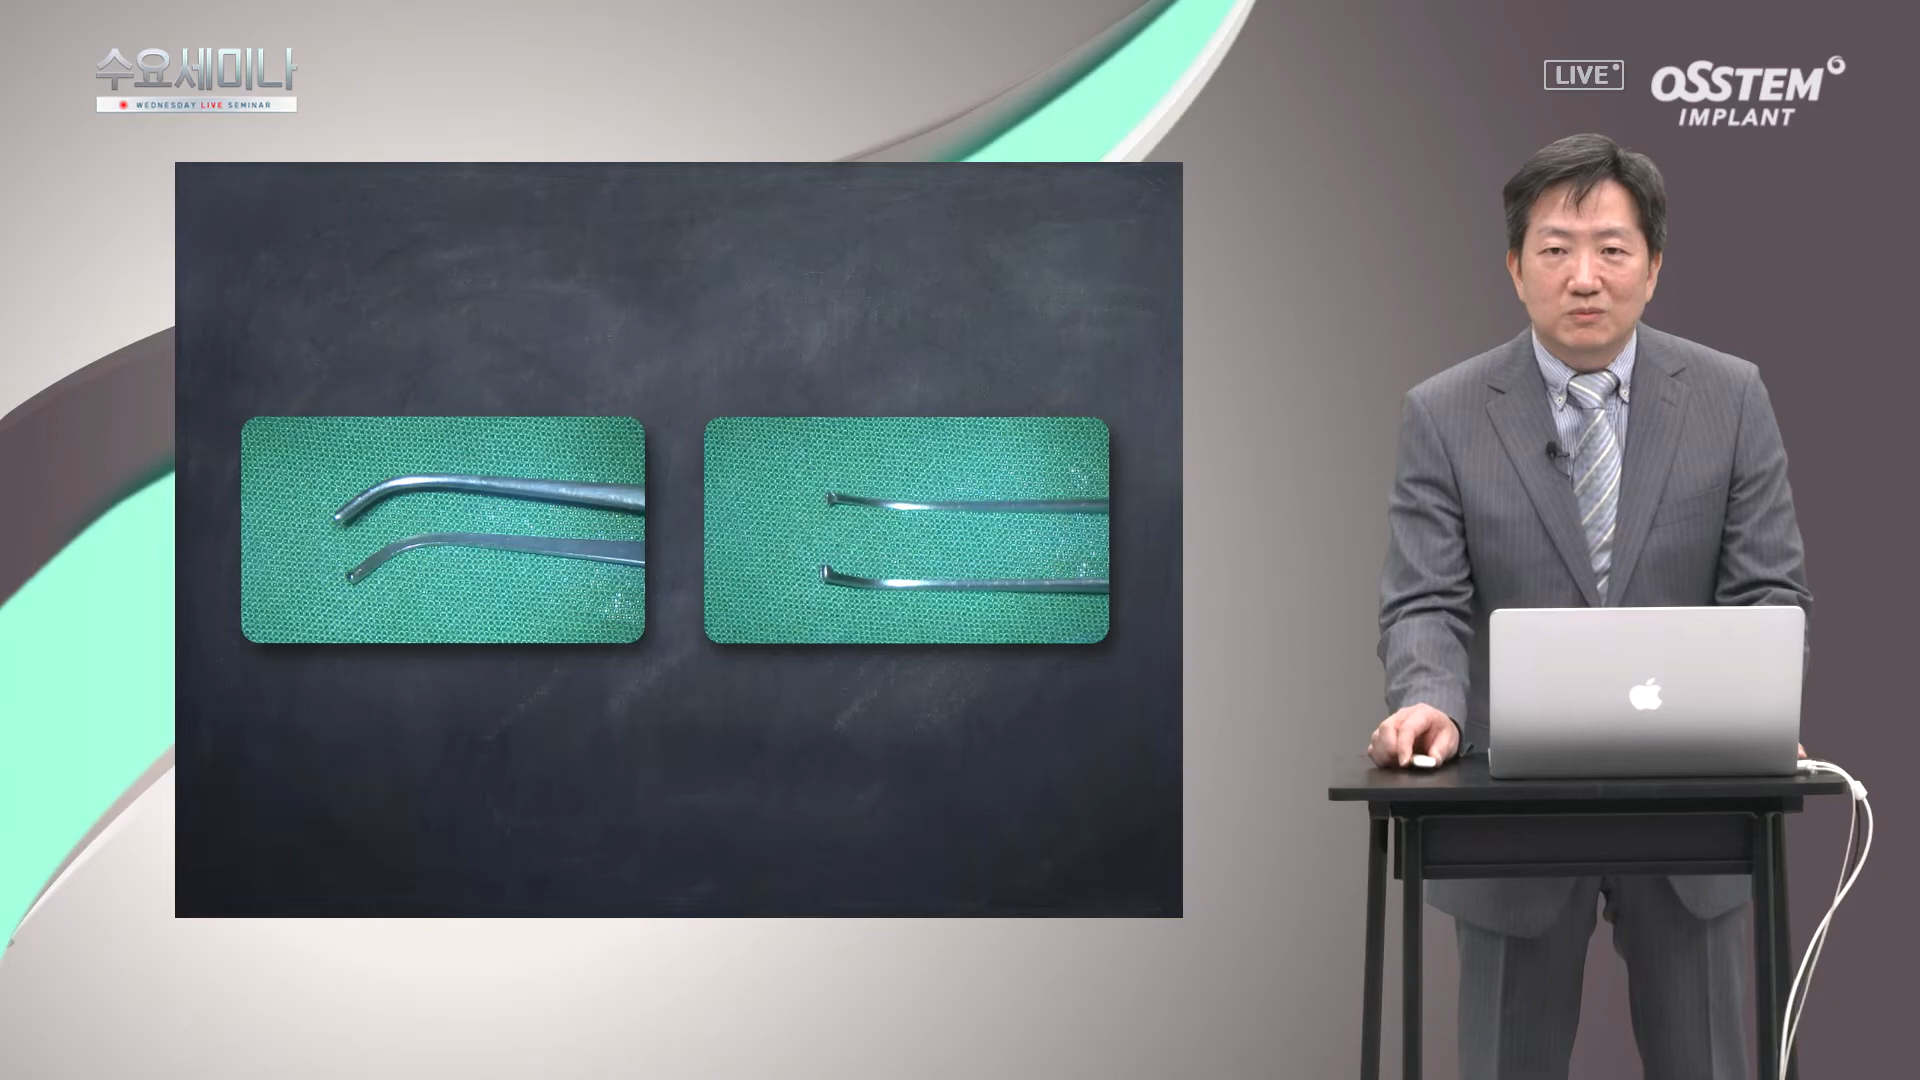 수요세미나
WEDNESDAY LIVE SEMINAR
LIVE
OSSTEM
IMPLANT